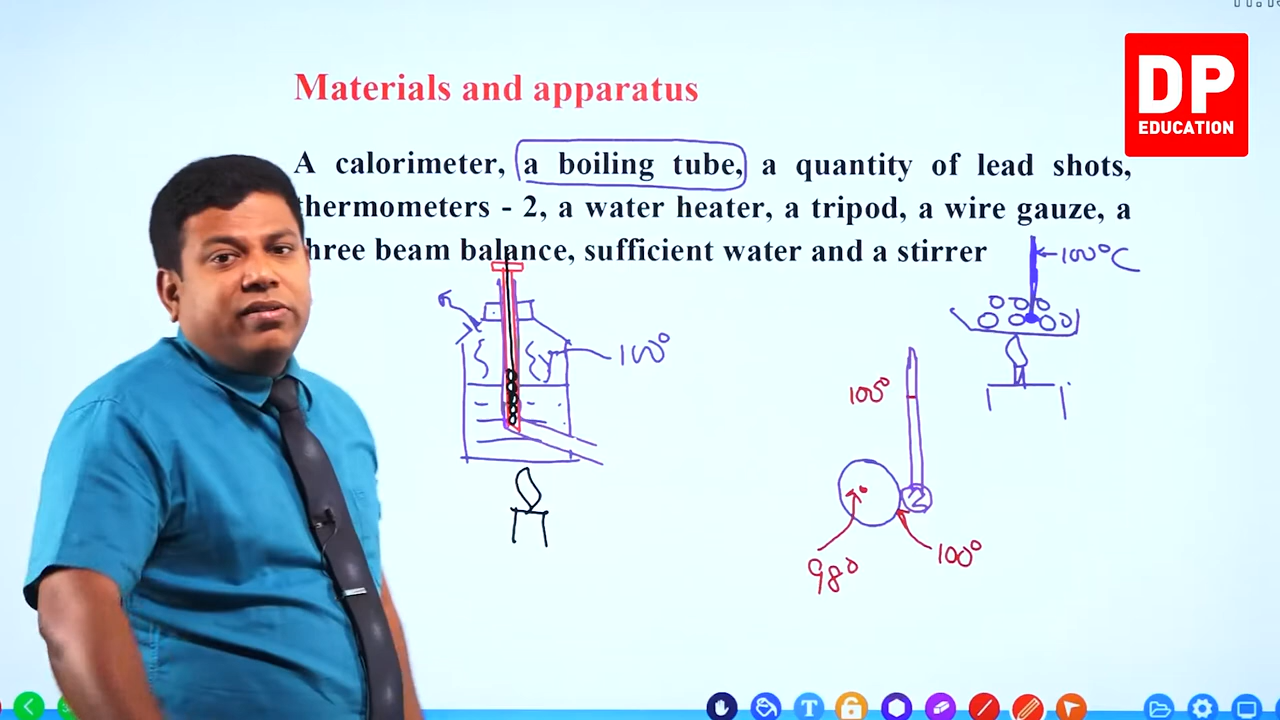 DP
EDUCATION
Materials and apparatus
A calorimeter, a boiling tube, a quantity of lead shots,
thermometers - 2, a water heater, a tripod, a wire gauze, a
three beam balance, sufficient water and a stirrer
100°C
100°
100°
98°
100°
T